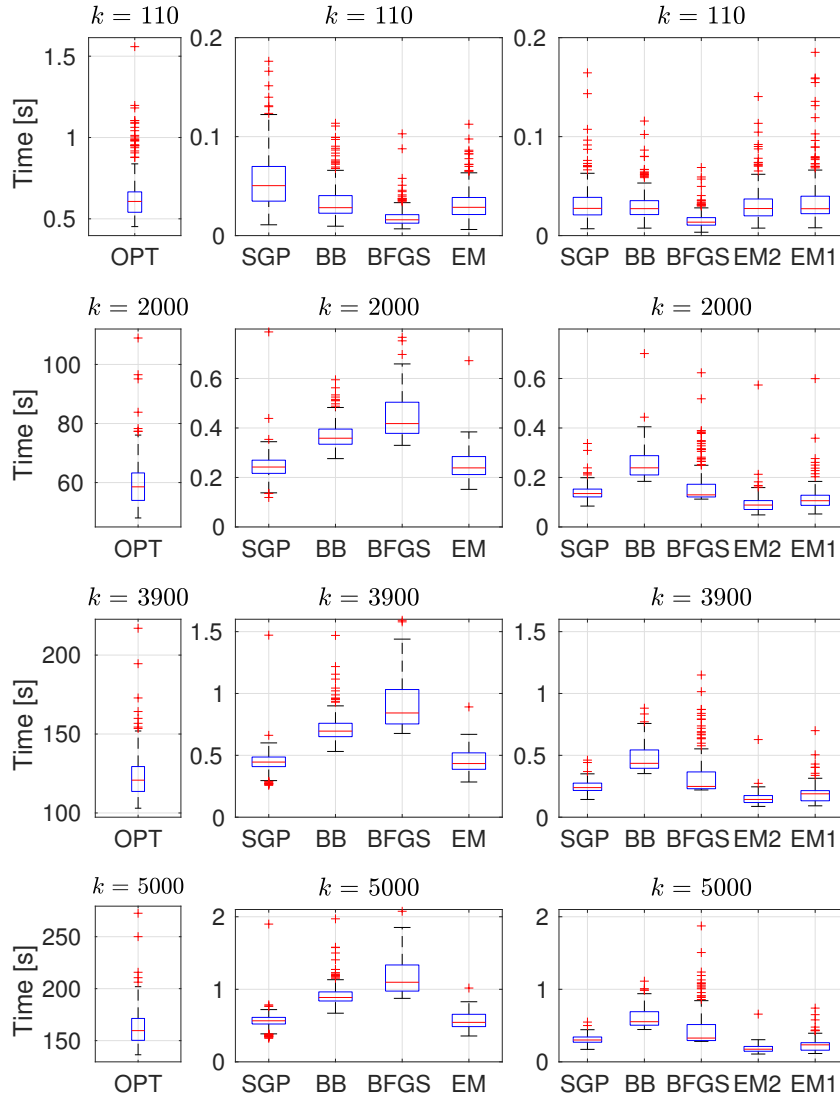 k = 110 k = 110 k = 110
1.5 0.2 0.2
Time [s] 1 0.1 0.1
0.5 0 0
OPT SGP BB BFGS EM SGP BB BFGS EM2 EM1
k = 2000 k = 2000 k = 2000
100 0.6 0.6
Time [s] 80 0.4 0.4
60 0.2 0.2
0 0
OPT SGP BB BFGS EM SGP BB BFGS EM2 EM1
k = 3900 k = 3900 k = 3900
200 1.5 1.5
Time [s] 150 1 1
100 0.5 0.5
0 0
OPT SGP BB BFGS EM SGP BB BFGS EM2 EM1
k = 5000 k = 5000 k = 5000
250 2 2
Time [s] 200 1 1
150 0 0
OPT SGP BB BFGS EM SGP BB BFGS EM2 EM1